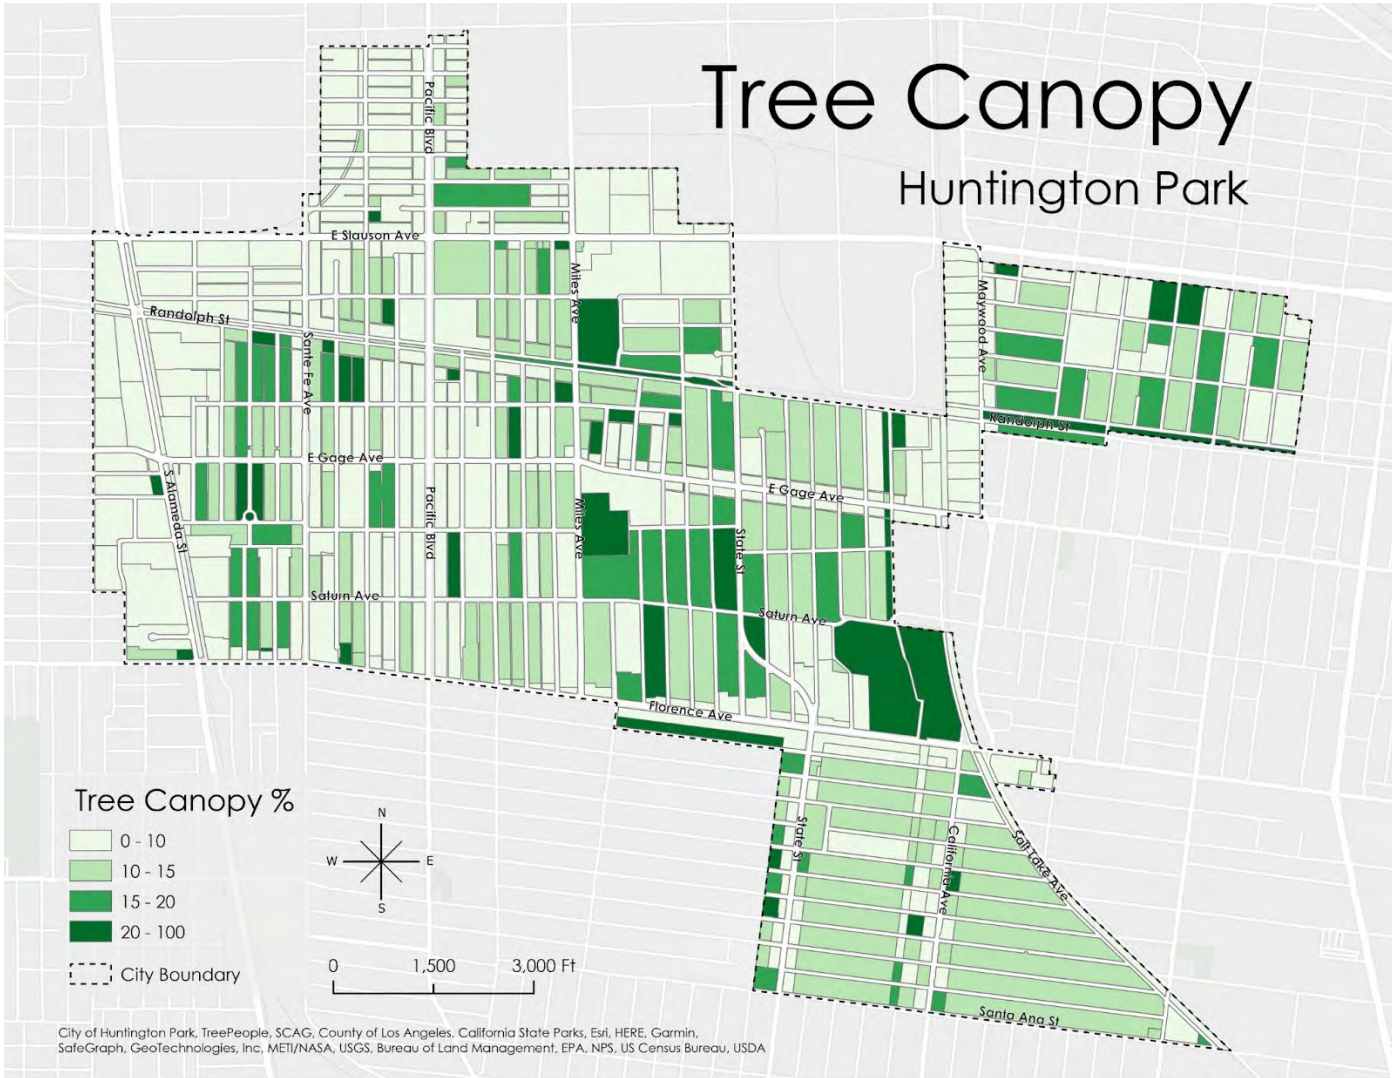 Tree Canopy
Huntington Park
Pacific Blvd
E Slauson Ave
Miles Ave
Maywood Ave
Randolph St
Sante Fe Ave
Randolph St
E Gage Ave
S Alameda St
Pacific Blvd
Miles Ave
E Gage Ave
State St
Saturn Ave
Saturn Ave
Florence Ave
State St
California Ave
Salt Lake Ave
Santa Ana St
Tree Canopy %
0 - 10
10 - 15
15 - 20
20 - 100
City Boundary
N
W
E
S
0 1,500 3,000 Ft
City of Huntington Park, TreePeople, SCAG, County of Los Angeles, California State Parks, Esri, HERE, Garmin,
SafeGraph, GeoTechnologies, Inc, METI/NASA, USGS, Bureau of Land Management, EPA, NPS, US Census Bureau, USDA